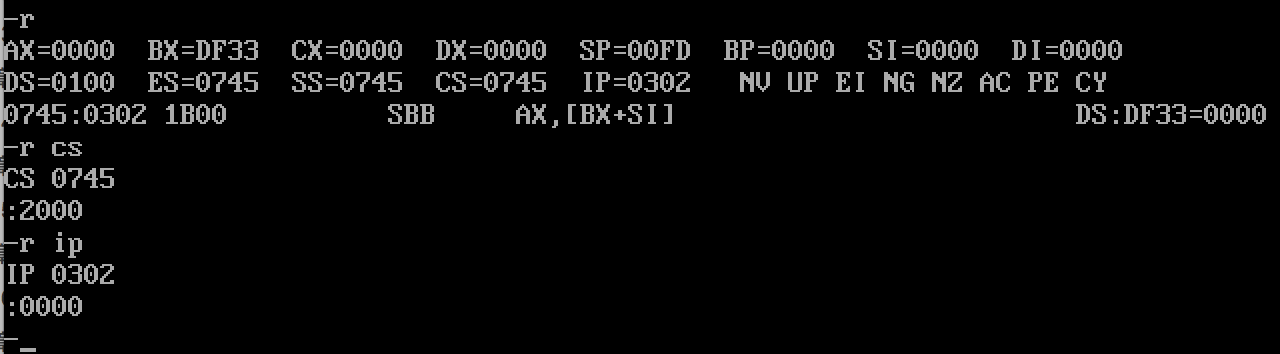 -r
AX=0000  BX=DF33  CX=0000  DX=0000  SP=00FD  BP=0000  SI=0000  DI=0000
DS=0100  ES=0745  SS=0745  CS=0745  IP=0302   NV UP EI NG NZ AC PE CY
0745:0302 1B00          SBB     AX,[BX+SI]                         DS:DF33=0000
-r cs
CS 0745
:2000
-r ip
IP 0302
:0000
-_